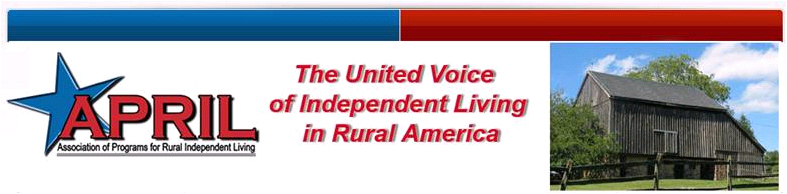 APRIL
Association of Programs for Rural Independent Living
The United Voice
of Independent Living
in Rural America